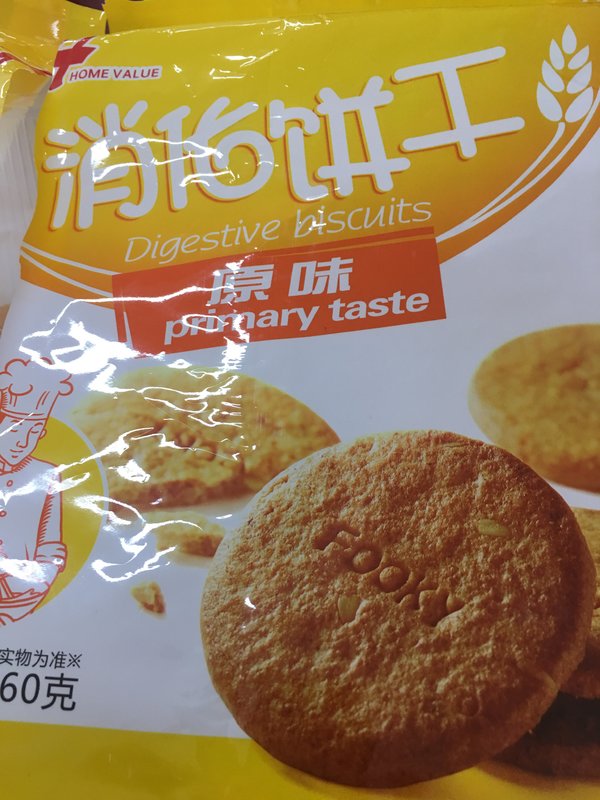 HOME VALUE
消化饼干
Digestive biscuits
原味
primary taste
FOOKY
实物为准※
60克